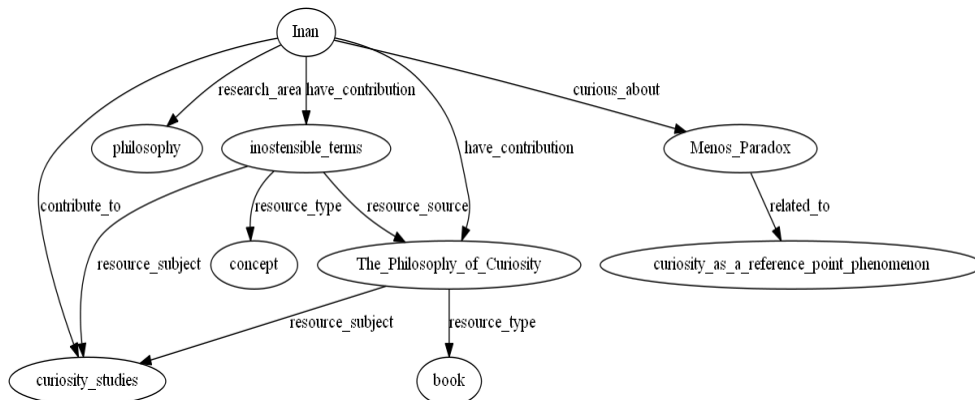 Inan
research_area
have_contribution
curious_about
philosophy
inostensible_terms
have_contribution
Menos_Paradox
contribute_to
resource_type
resource_source
related_to
resource_subject
concept
The_Philosophy_of_Curiosity
curiosity_as_a_reference_point_phenomenon
resource_subject
resource_type
curiosity_studies
book